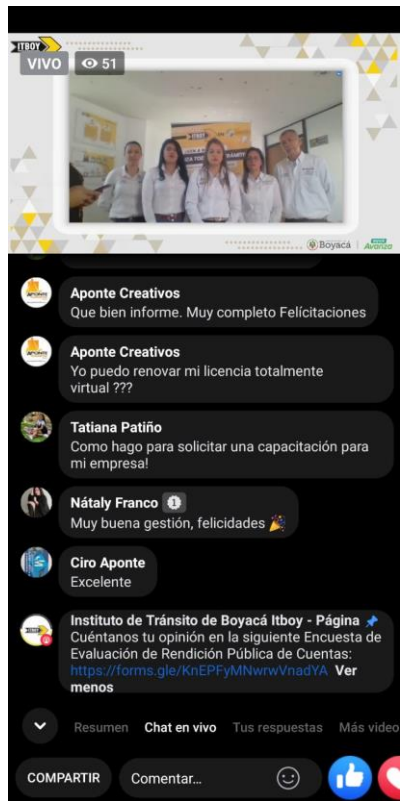 ITBOY
VIVO 51
ITBOY
Boyacá Avanza
Aponte Creativos
Que bien informe. Muy completo Felícitaciones
Aponte Creativos
Yo puedo renovar mi licencia totalmente
virtual ???
Tatiana Patiño
Como hago para solicitar una capacitación para
mi empresa!
Nátaly Franco
Muy buena gestión, felicidades 🎉
Ciro Aponte
Excelente
Instituto de Tránsito de Boyacá Itboy - Página
Cuéntanos tu opinión en la siguiente Encuesta de
Evaluación de Rendición Pública de Cuentas:
https://forms.gle/KnEPFyMNwrwVnadYA Ver
menos
Resumen Chat en vivo Tus respuestas Más video
COMPARTIR Comentar...